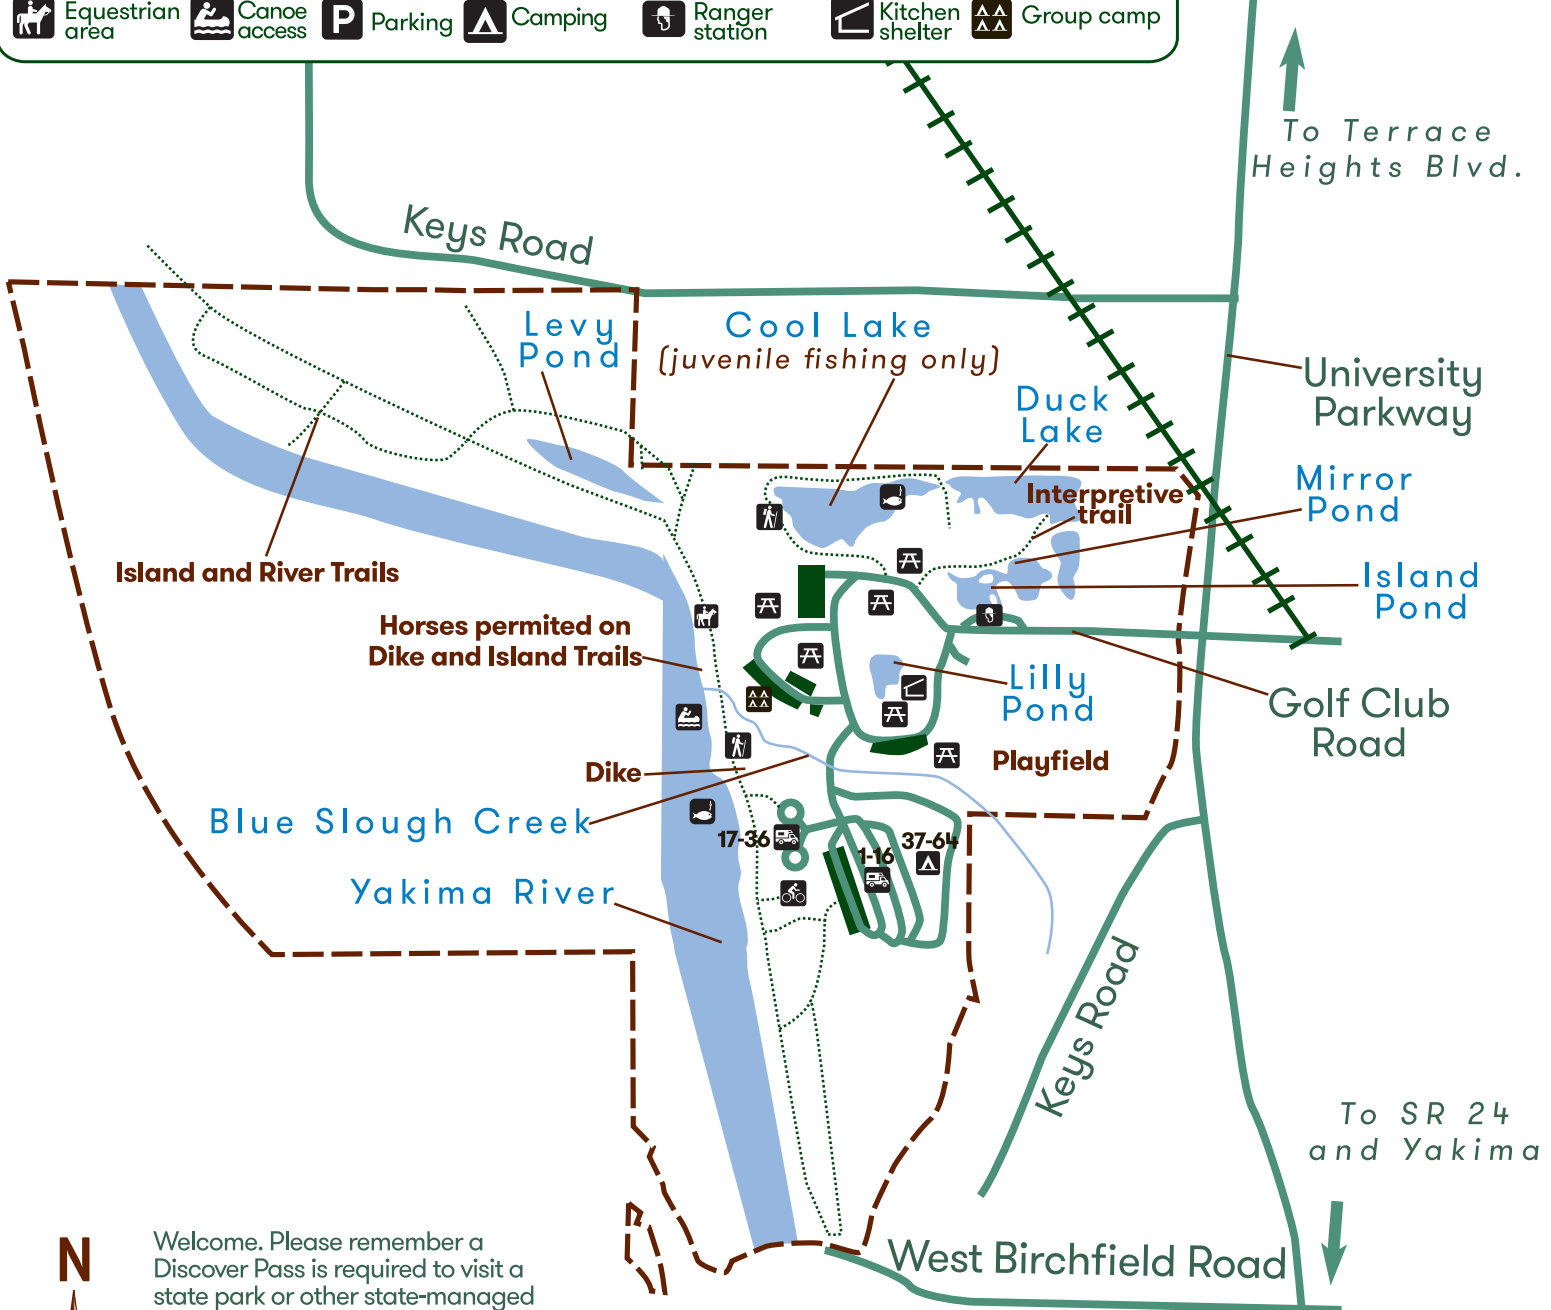 Equestrian
area
Canoe
access
P
Parking
Camping
Ranger
station
Kitchen
shelter
Group camp
To Terrace
Heights Blvd.
Keys Road
Levy
Pond
Cool Lake
(juvenile fishing only)
Duck
Lake
University
Parkway
Interpretive
trail
Mirror
Pond
Island and River Trails
Island
Pond
Horses permited on
Dike and Island Trails
Lilly
Pond
Golf Club
Road
Dike
Playfield
Blue Slough Creek
17-36
1-16
37-64
Yakima River
Keys Road
To SR 24
and Yakima
N
Welcome. Please remember a
Discover Pass is required to visit a
state park or other state-managed
West Birchfield Road